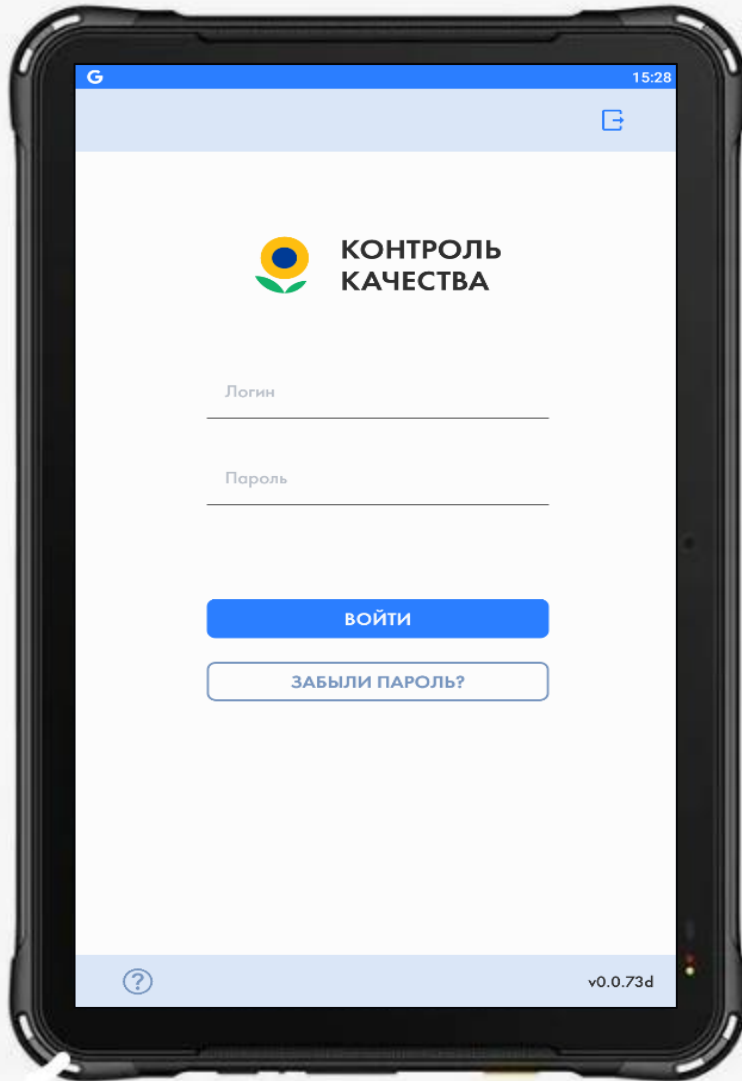 G 15:28
КОНТРОЛЬ
КАЧЕСТВА
Логин
Пароль
ВОЙТИ
ЗАБЫЛИ ПАРОЛЬ?
? v0.0.73d